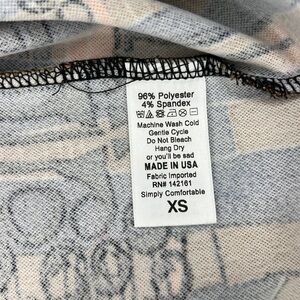 96% Polyester
4% Spandex
Machine Wash Cold
Gentle Cycle
Do Not Bleach
Hang Dry
or you'll be sad
MADE IN USA
Fabric Imported
RN# 142161
Simply Comfortable
XS